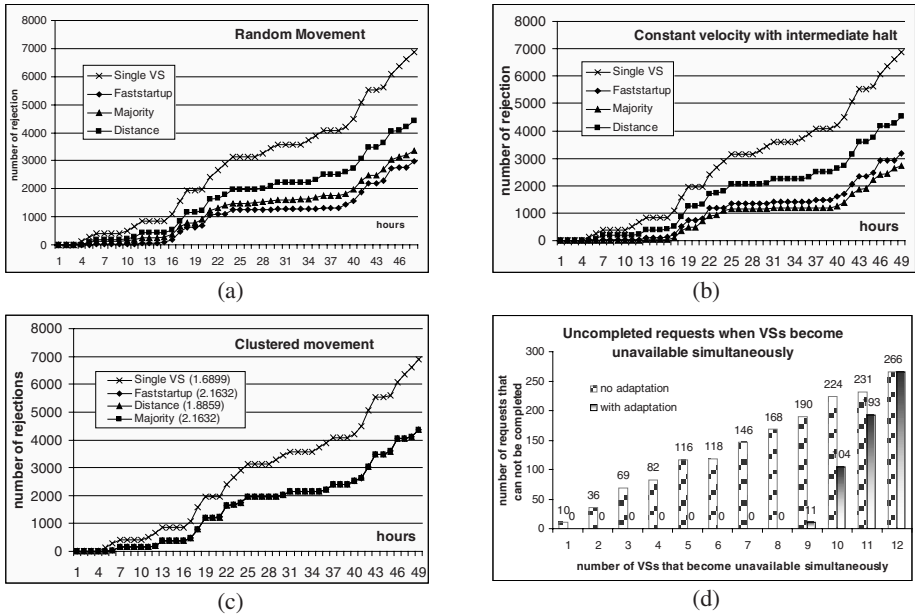 Random Movement
number of rejection
8000
7000
6000
5000
4000
3000
2000
1000
0
Single VS
Faststartup
Majority
Distance
hours
1 4 7 10 13 16 19 22 25 28 31 34 37 40 43 46
(a)
Constant velocity with intermediate halt
number of rejection
8000
7000
6000
5000
4000
3000
2000
1000
0
Single VS
Faststartup
Majority
Distance
hours
1 4 7 10 13 16 19 22 25 28 31 34 37 40 43 46 49
(b)
Clustered movement
number of rejections
8000
7000
6000
5000
4000
3000
2000
1000
0
Single VS (1.6899)
Faststartup (2.1632)
Distance (1.8859)
Majority (2.1632)
hours
1 4 7 10 13 16 19 22 25 28 31 34 37 40 43 46 49
(c)
Uncompleted requests when VSs become
unavailable simultaneously
number of requests that
can not be completed
300
250
200
150
100
50
0
no adaptation
with adaptation
10 36 69 82 116 118 146 168 190 224 231 266
0 0 0 0 0 0 0 0 11 104 93
1 2 3 4 5 6 7 8 9 10 11 12
number of VSs that become unavailable simultaneously
(d)